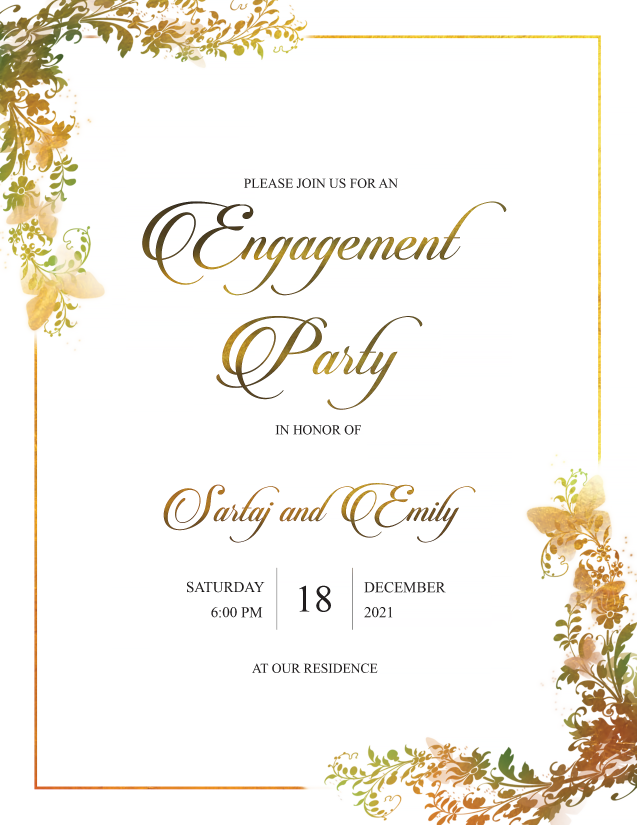 PLEASE JOIN US FOR AN
Engagement
Party
IN HONOR OF
Sartaj and Emily
SATURDAY
6:00 PM
18
DECEMBER
2021
AT OUR RESIDENCE